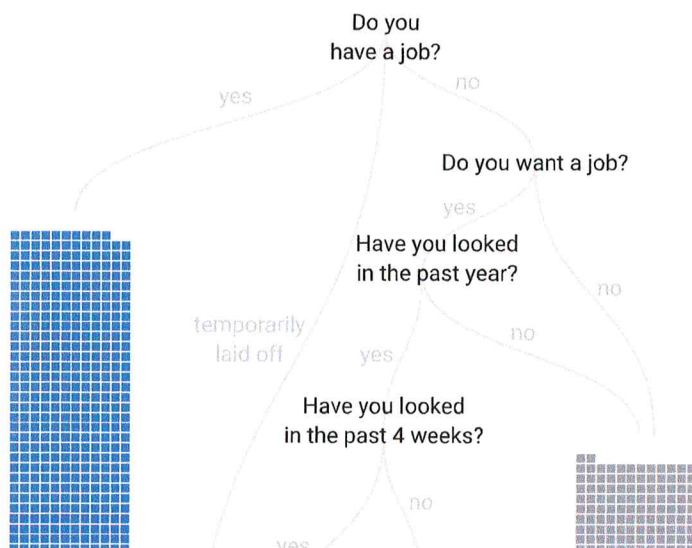 Do you
have a job?
yes
no
Do you want a job?
yes
Have you looked
in the past year?
no
temporarily
laid off
no
yes
Have you looked
in the past 4 weeks?
no
yes